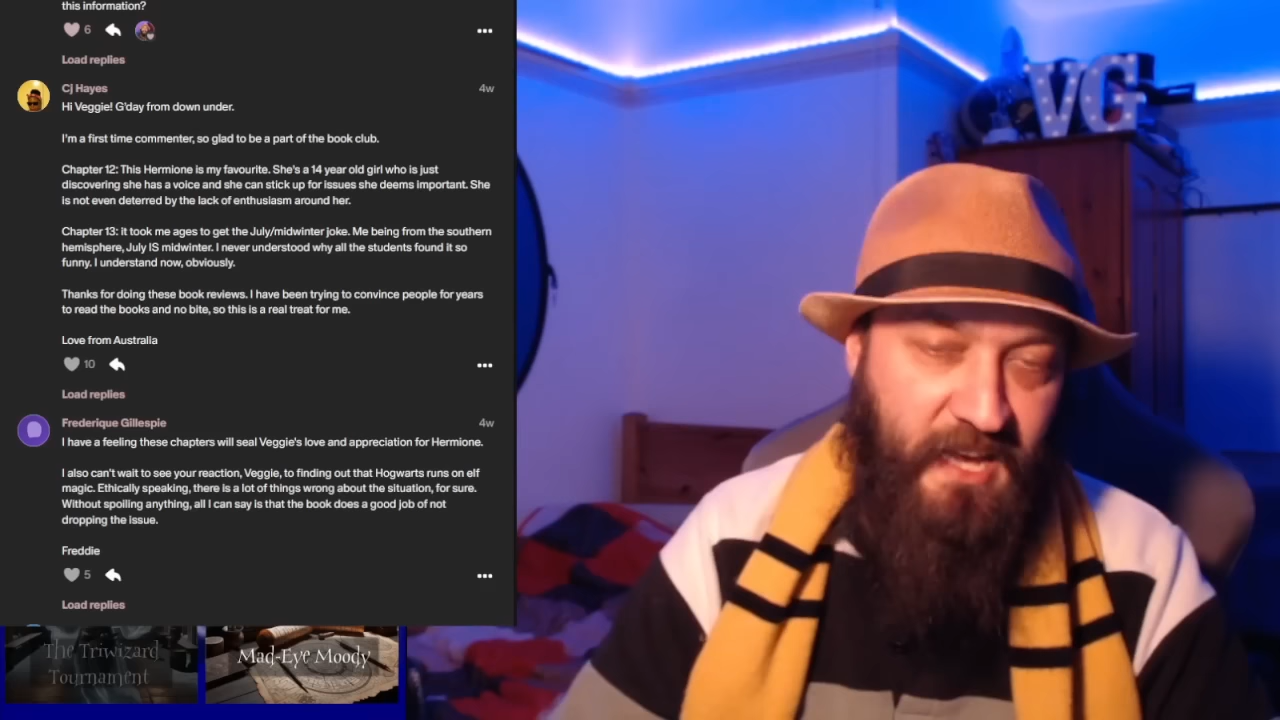 this information?
6
Load replies
Cj Hayes
4w
Hi Veggie! G'day from down under.
I'm a first time commenter, so glad to be a part of the book club.
Chapter 12: This Hermione is my favourite. She's a 14 year old girl who is just
discovering she has a voice and she can stick up for issues she deems important. She
is not even deterred by the lack of enthusiasm around her.
Chapter 13: it took me ages to get the July/midwinter joke. Me being from the southern
hemisphere, July IS midwinter. I never understood why all the students found it so
funny. I understand now, obviously.
Thanks for doing these book reviews. I have been trying to convince people for years
to read the books and no bite, so this is a real treat for me.
Love from Australia
10
Load replies
Frederique Gillespie
4w
I have a feeling these chapters will seal Veggie's love and appreciation for Hermione.
I also can't wait to see your reaction, Veggie, to finding out that Hogwarts runs on elf
magic. Ethically speaking, there is a lot of things wrong about the situation, for sure.
Without spoiling anything, all I can say is that the book does a good job of not
dropping the issue.
Freddie
5
Load replies
The Triwizard
Tournament
Mad-Eye Moody
VG